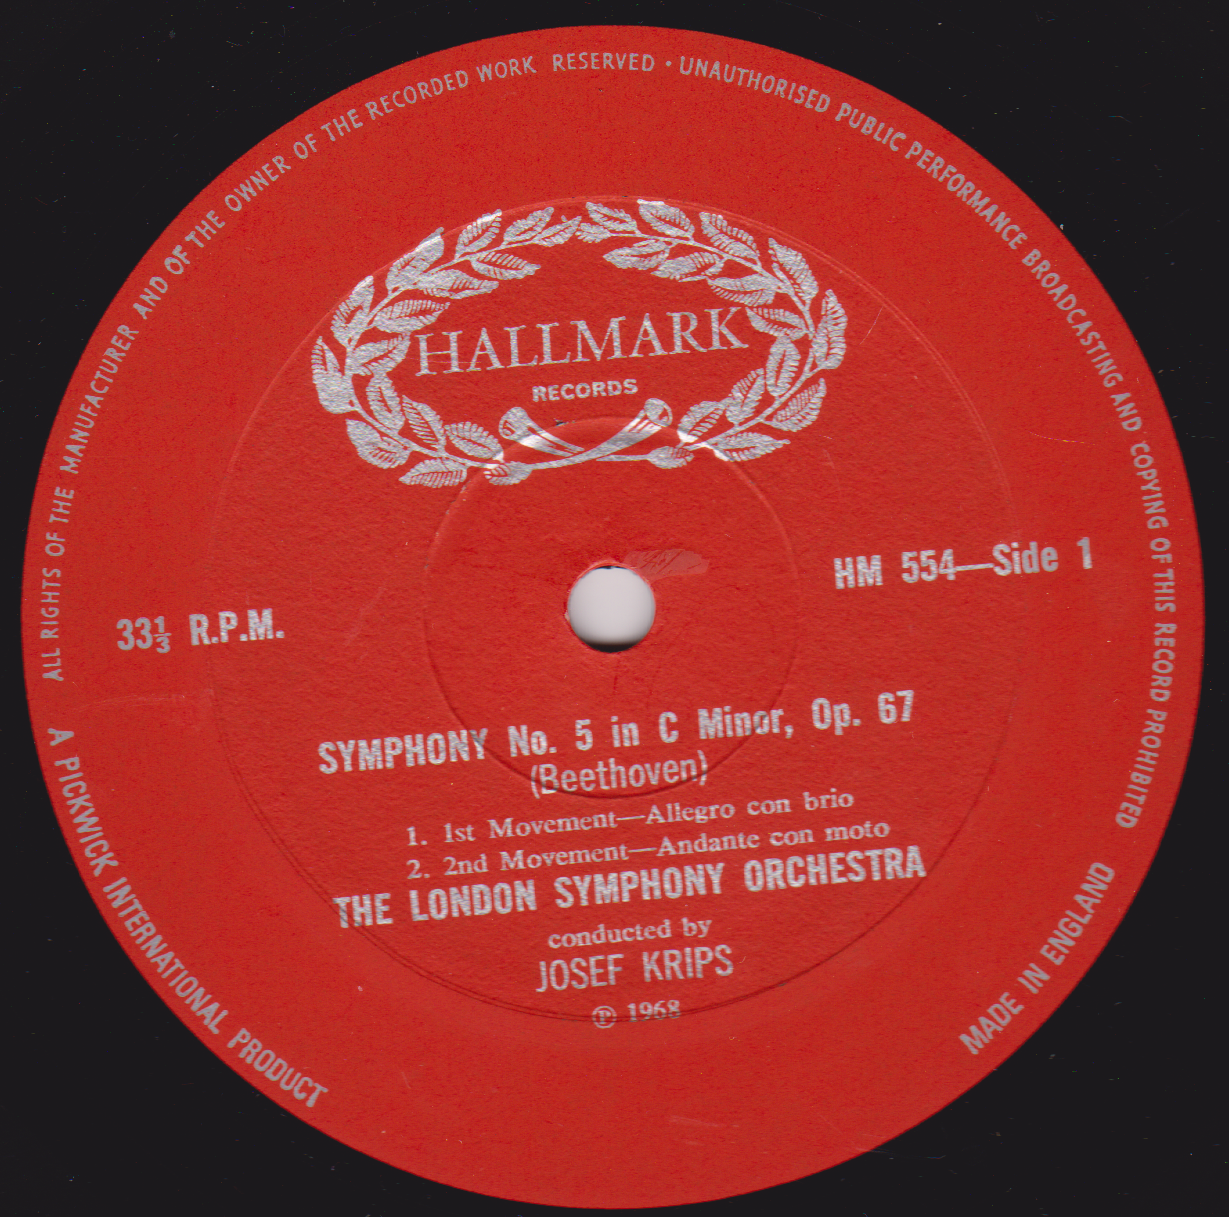 ALL RIGHTS OF THE MANUFACTURER AND OF THE OWNER OF THE RECORDED WORK RESERVED • UNAUTHORISED PUBLIC PERFORMANCE BROADCASTING AND COPYING OF THIS RECORD PROHIBITED
HALLMARK
RECORDS
HM 554—Side 1
33⅓ R.P.M.
SYMPHONY No. 5 in C Minor, Op. 67
(Beethoven)
1. 1st Movement—Allegro con brio
2. 2nd Movement—Andante con moto
THE LONDON SYMPHONY ORCHESTRA
conducted by
JOSEF KRIPS
℗ 1968
A PICKWICK INTERNATIONAL PRODUCT
MADE IN ENGLAND